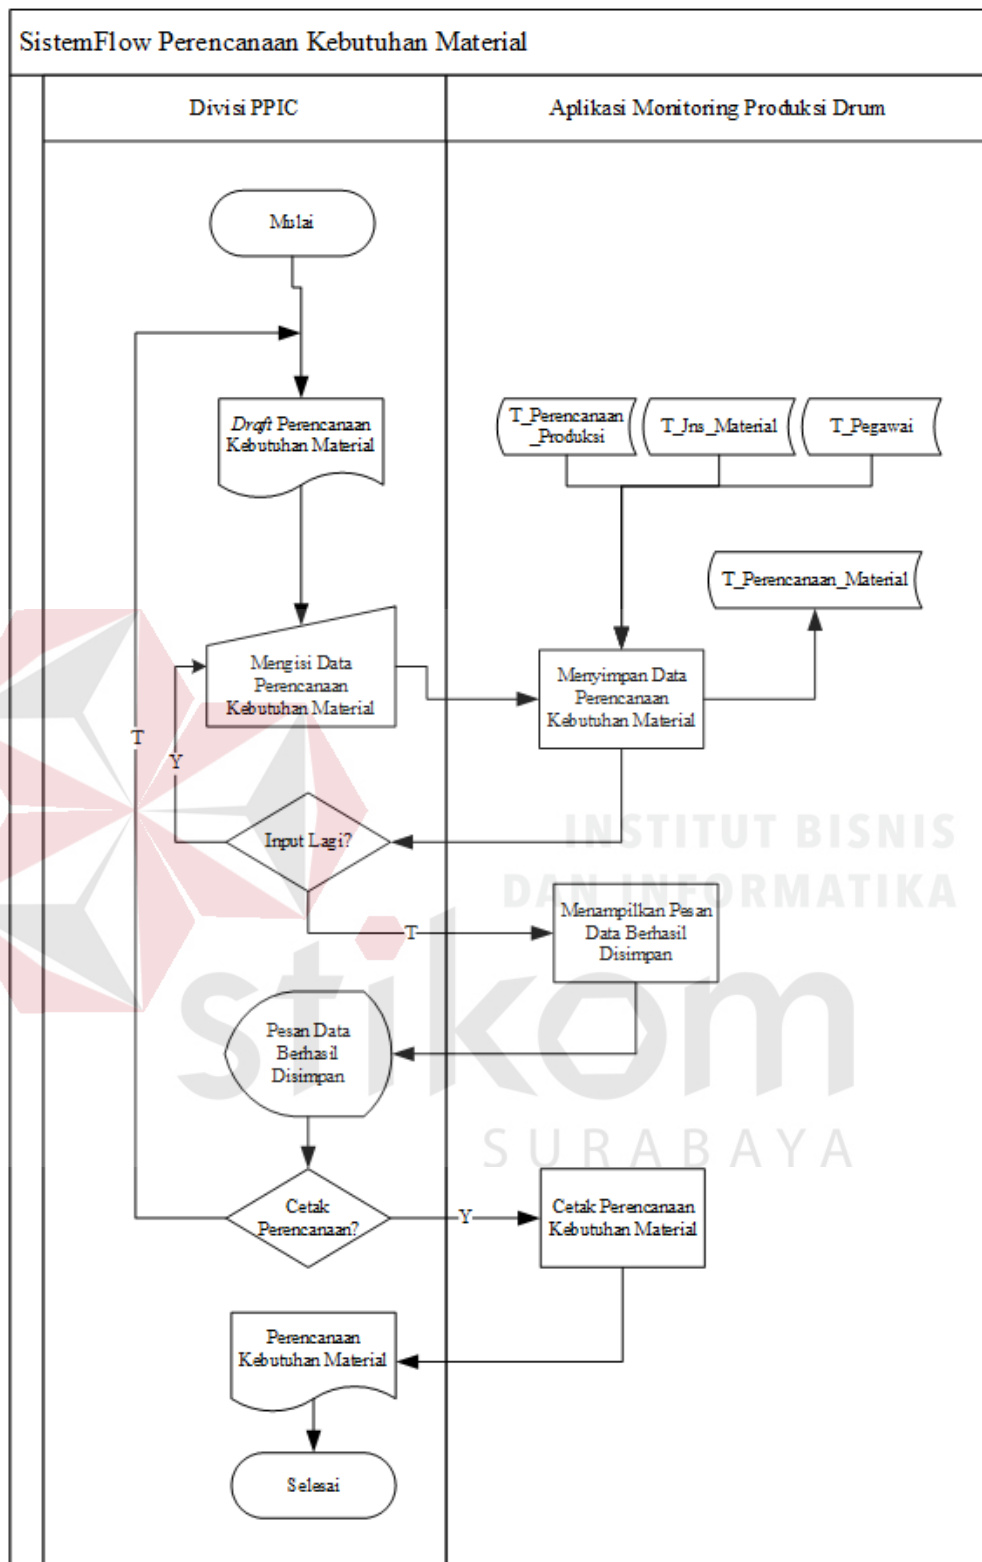 SistemFlow Perencanaan Kebutuhan Material
Divisi PPIC
Aplikasi Monitoring Produksi Drum
Mulai
Draft Perencanaan
Kebutuhan Material
T_Perencanaan
_Produksi
T_Jns_Material
T_Pegawai
T_Perencanaan_Material
Mengisi Data
Perencanaan
Kebutuhan Material
Menyimpan Data
Perencanaan
Kebutuhan Material
T
Y
Input Lagi?
INSTITUT BISNIS
DAN INFORMATIKA
Menampilkan Pesan
Data Berhasil
Disimpan
T
stikom
Pesan Data
Berhasil
Disimpan
SURABAYA
Cetak
Perencanaan?
Y
Cetak Perencanaan
Kebutuhan Material
Perencanaan
Kebutuhan Material
Selesai